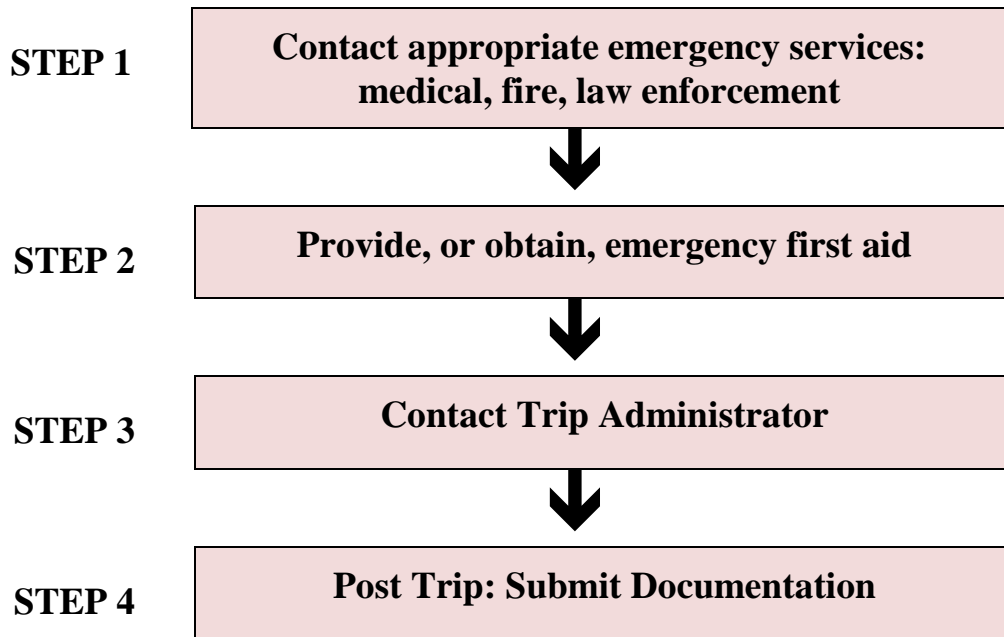 STEP 1
Contact appropriate emergency services:
medical, fire, law enforcement
STEP 2
Provide, or obtain, emergency first aid
STEP 3
Contact Trip Administrator
STEP 4
Post Trip: Submit Documentation